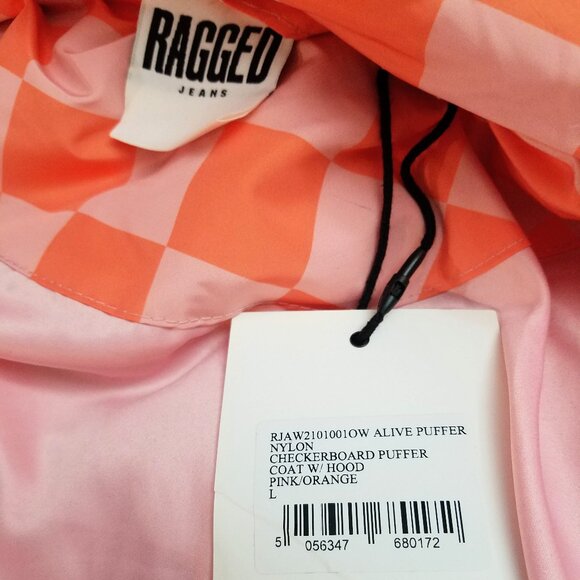 RAGGED
JEANS
RJAW2101001OW ALIVE PUFFER
NYLON
CHECKERBOARD PUFFER
COAT W/ HOOD
PINK/ORANGE
L
5 056347 680172